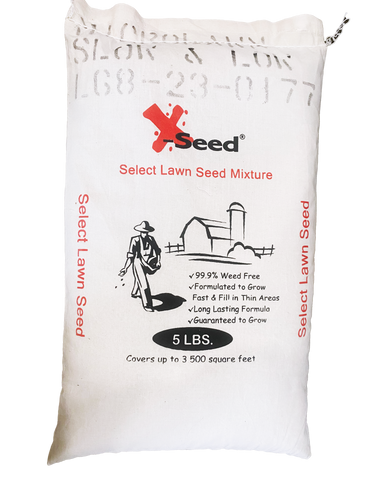 SLOW & LOW
L68-23-0177
X-Seed®
Select Lawn Seed Mixture
Select Lawn Seed
Select Lawn Seed
✓99.9% Weed Free
✓Formulated to Grow
Fast & Fill in Thin Areas
✓Long Lasting Formula
✓Guaranteed to Grow
5 LBS.
Covers up to 3 500 square feet